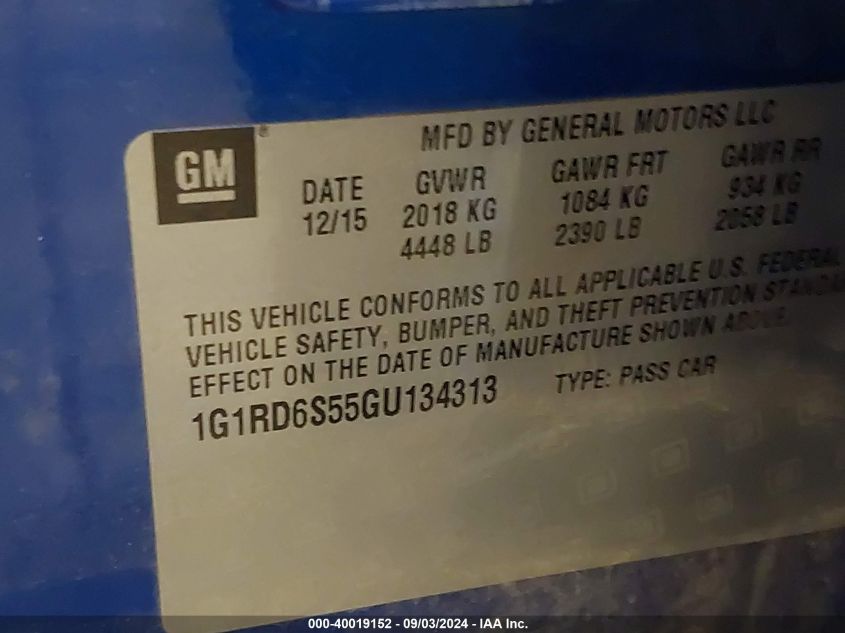 MFD BY GENERAL MOTORS LLC
GM®
DATE GVWR GAWR FRT GAWR RR
12/15 2018 KG 1084 KG 934 KG
4448 LB 2390 LB 2058 LB
THIS VEHICLE CONFORMS TO ALL APPLICABLE U.S. FEDERAL
VEHICLE SAFETY, BUMPER, AND THEFT PREVENTION
EFFECT ON THE DATE OF MANUFACTURE SHOWN ABOVE.
1G1RD6S55GU134313 TYPE: PASS CAR
000-40019152 - 09/03/2024 - IAA Inc.